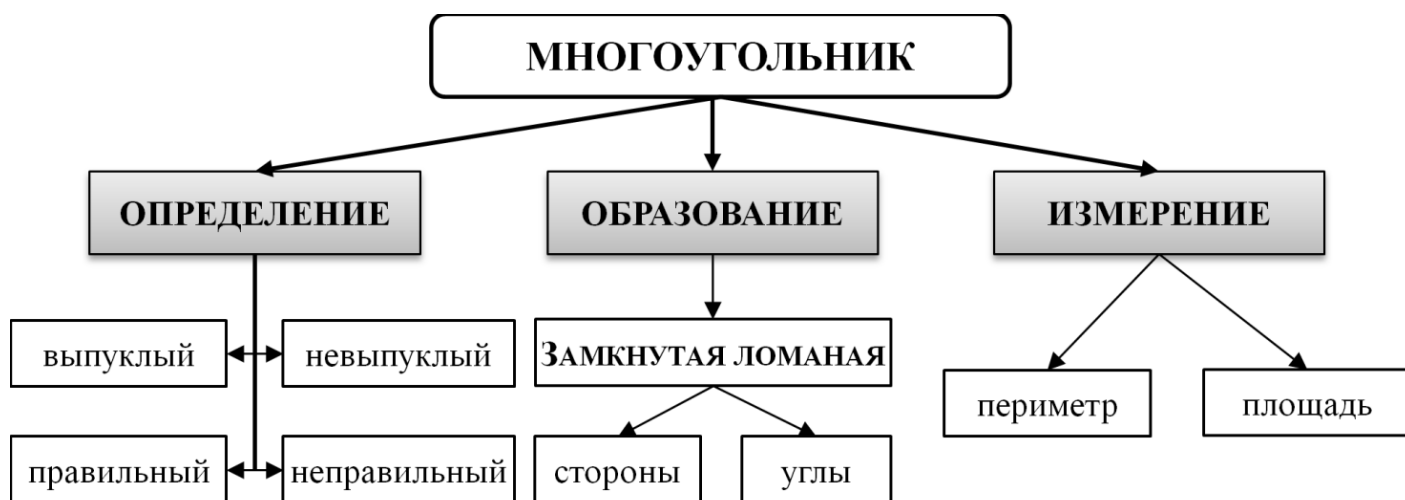 МНОГОУГОЛЬНИК
ОПРЕДЕЛЕНИЕ
ОБРАЗОВАНИЕ
ИЗМЕРЕНИЕ
выпуклый
невыпуклый
ЗАМКНУТАЯ ЛОМАНАЯ
периметр
площадь
правильный
неправильный
стороны
углы